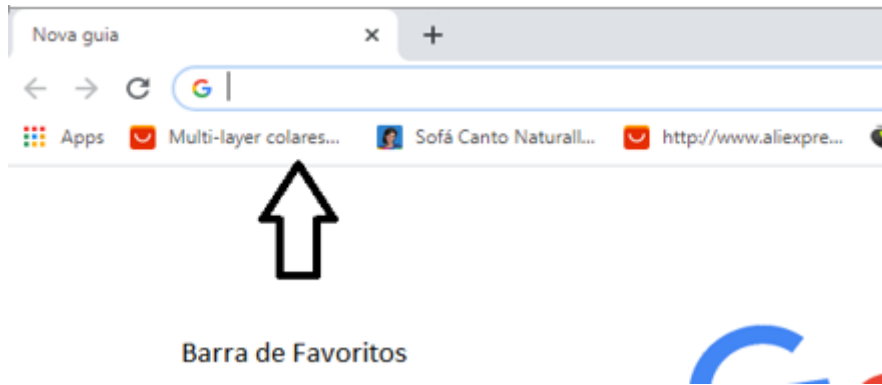 Nova guia
Apps Multi-layer colares... Sofá Canto Naturall... http://www.aliexpre...
Barra de Favoritos